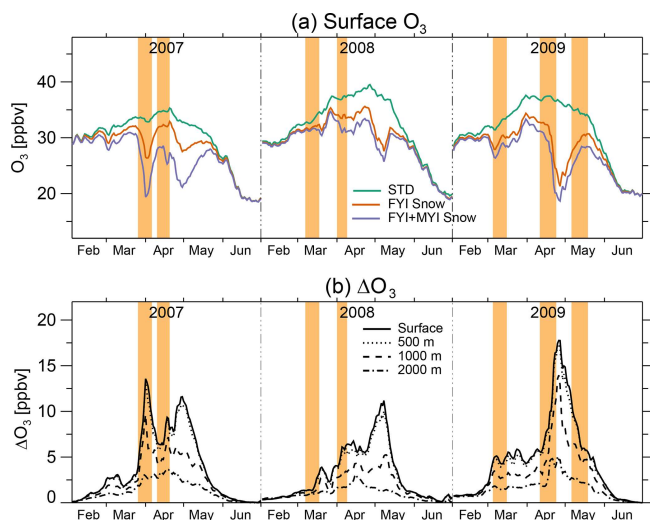 (a) Surface O₃
2007 2008 2009
40
30
20
O₃ [ppbv]
STD
FYI Snow
FYI+MYI Snow
Feb Mar Apr May Jun Feb Mar Apr May Jun Feb Mar Apr May Jun
(b) ΔO₃
2007 2008 2009
20
15
10
5
0
ΔO₃ [ppbv]
Surface
500 m
1000 m
2000 m
Feb Mar Apr May Jun Feb Mar Apr May Jun Feb Mar Apr May Jun